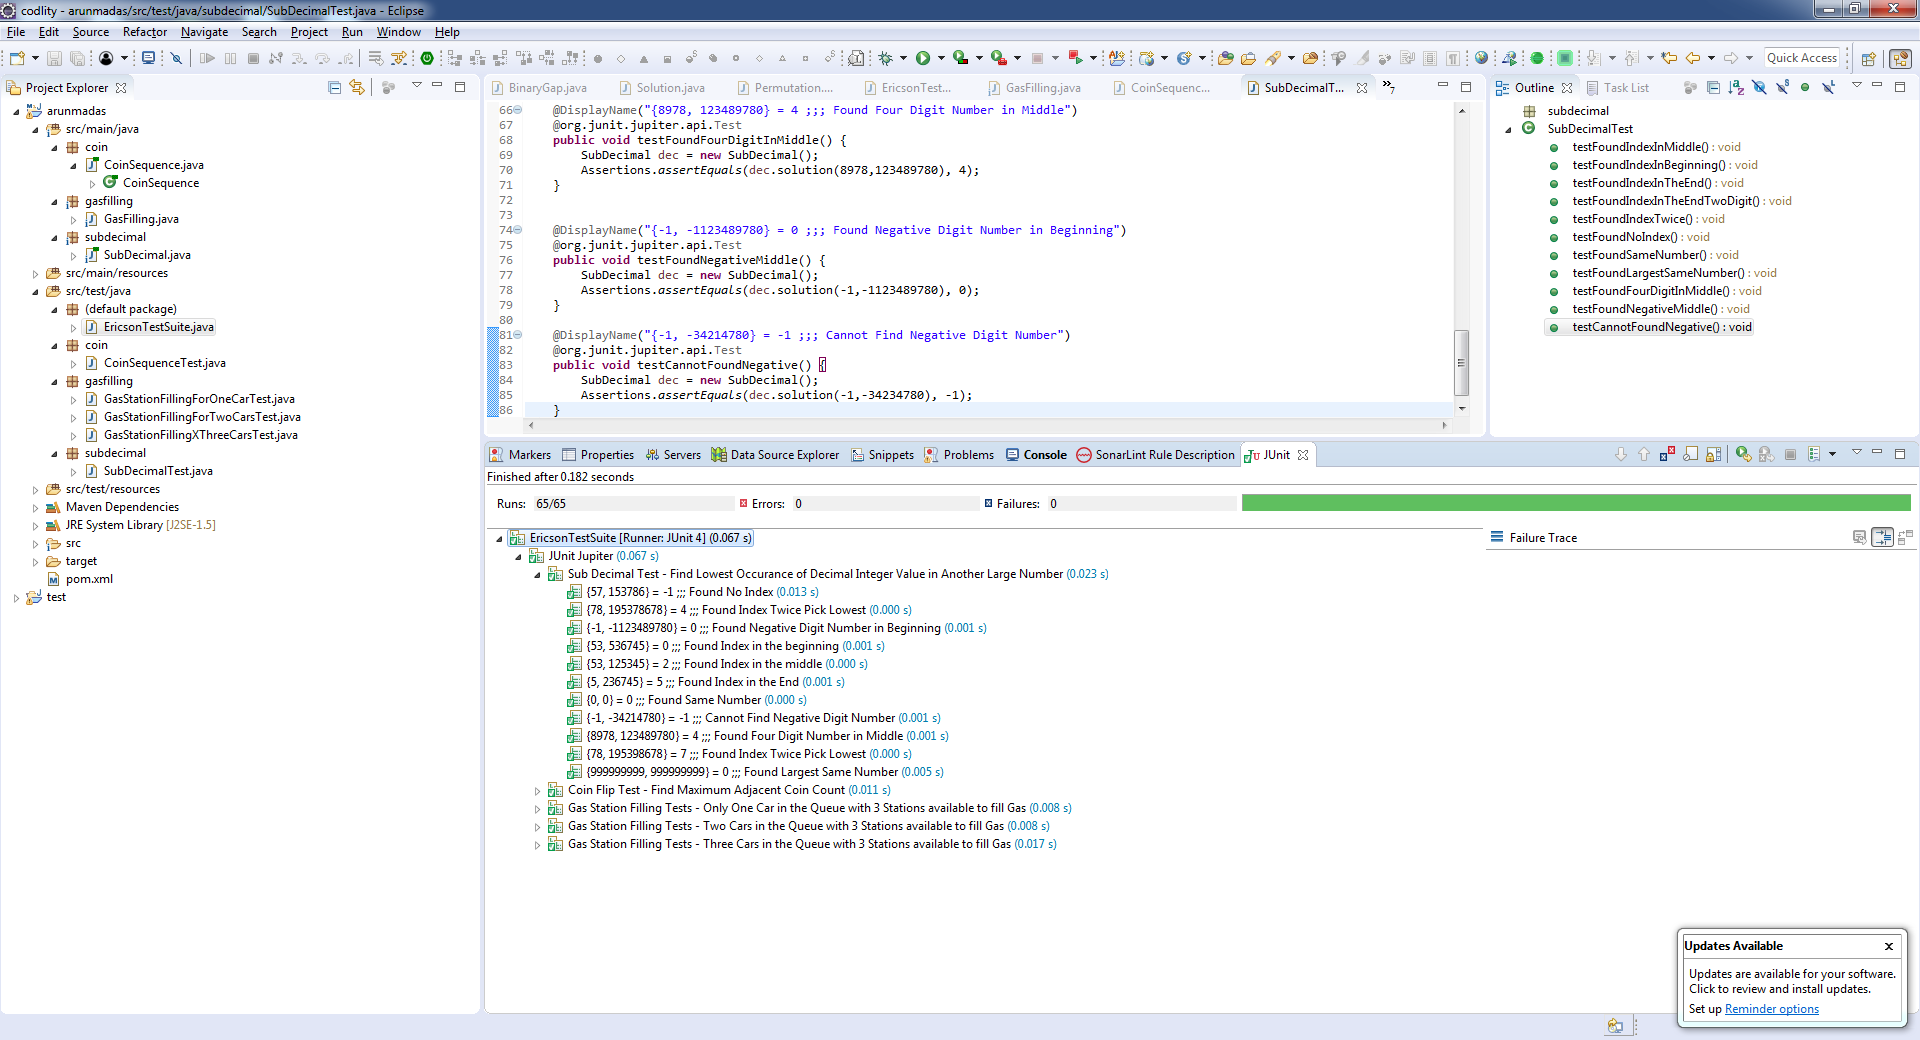 codlity - arunmadas/src/test/java/subdecimal/SubDecimalTest.java - Eclipse
File Edit Source Refactor Navigate Search Project Run Window Help
Quick Access
Project Explorer
arunmadas
src/main/java
coin
CoinSequence.java
CoinSequence
gasfilling
GasFilling.java
subdecimal
SubDecimal.java
src/main/resources
src/test/java
(default package)
EricsonTestSuite.java
coin
CoinSequenceTest.java
gasfilling
GasStationFillingForOneCarTest.java
GasStationFillingForTwoCarsTest.java
GasStationFillingXThreeCarsTest.java
subdecimal
SubDecimalTest.java
src/test/resources
Maven Dependencies
JRE System Library [J2SE-1.5]
src
target
pom.xml
test
BinaryGap.java Solution.java Permutation.... EricsonTest... GasFilling.java CoinSequenc... SubDecimalT... »7
66 @DisplayName("{8978, 123489780} = 4 ;;; Found Four Digit Number in Middle")
67 @org.junit.jupiter.api.Test
68 public void testFoundFourDigitInMiddle() {
69 SubDecimal dec = new SubDecimal();
70 Assertions.assertEquals(dec.solution(8978,123489780), 4);
71 }
72
73
74 @DisplayName("{-1, -1123489780} = 0 ;;; Found Negative Digit Number in Beginning")
75 @org.junit.jupiter.api.Test
76 public void testFoundNegativeMiddle() {
77 SubDecimal dec = new SubDecimal();
78 Assertions.assertEquals(dec.solution(-1,-1123489780), 0);
79 }
80
81 @DisplayName("{-1, -34214780} = -1 ;;; Cannot Find Negative Digit Number")
82 @org.junit.jupiter.api.Test
83 public void testCannotFoundNegative() {
84 SubDecimal dec = new SubDecimal();
85 Assertions.assertEquals(dec.solution(-1,-34234780), -1);
86 }
Outline Task List
subdecimal
SubDecimalTest
testFoundIndexInMiddle() : void
testFoundIndexInBeginning() : void
testFoundIndexInTheEnd() : void
testFoundIndexInTheEndTwoDigit() : void
testFoundIndexTwice() : void
testFoundNoIndex() : void
testFoundSameNumber() : void
testFoundLargestSameNumber() : void
testFoundFourDigitInMiddle() : void
testFoundNegativeMiddle() : void
testCannotFoundNegative() : void
Markers Properties Servers Data Source Explorer Snippets Problems Console SonarLint Rule Description JUnit
Finished after 0.182 seconds
Runs: 65/65 Errors: 0 Failures: 0
EricsonTestSuite [Runner: JUnit 4] (0.067 s)
JUnit Jupiter (0.067 s)
Sub Decimal Test - Find Lowest Occurance of Decimal Integer Value in Another Large Number (0.023 s)
{57, 153786} = -1 ;;; Found No Index (0.013 s)
{78, 195378678} = 4 ;;; Found Index Twice Pick Lowest (0.000 s)
{-1, -1123489780} = 0 ;;; Found Negative Digit Number in Beginning (0.001 s)
{53, 536745} = 0 ;;; Found Index in the beginning (0.001 s)
{53, 125345} = 2 ;;; Found Index in the middle (0.000 s)
{5, 236745} = 5 ;;; Found Index in the End (0.001 s)
{0, 0} = 0 ;;; Found Same Number (0.000 s)
{-1, -34214780} = -1 ;;; Cannot Find Negative Digit Number (0.001 s)
{8978, 123489780} = 4 ;;; Found Four Digit Number in Middle (0.001 s)
{78, 195398678} = 7 ;;; Found Index Twice Pick Lowest (0.000 s)
{999999999, 999999999} = 0 ;;; Found Largest Same Number (0.005 s)
Coin Flip Test - Find Maximum Adjacent Coin Count (0.011 s)
Gas Station Filling Tests - Only One Car in the Queue with 3 Stations available to fill Gas (0.008 s)
Gas Station Filling Tests - Two Cars in the Queue with 3 Stations available to fill Gas (0.008 s)
Gas Station Filling Tests - Three Cars in the Queue with 3 Stations available to fill Gas (0.017 s)
Failure Trace
Updates Available
Updates are available for your software.
Click to review and install updates.
Set up Reminder options